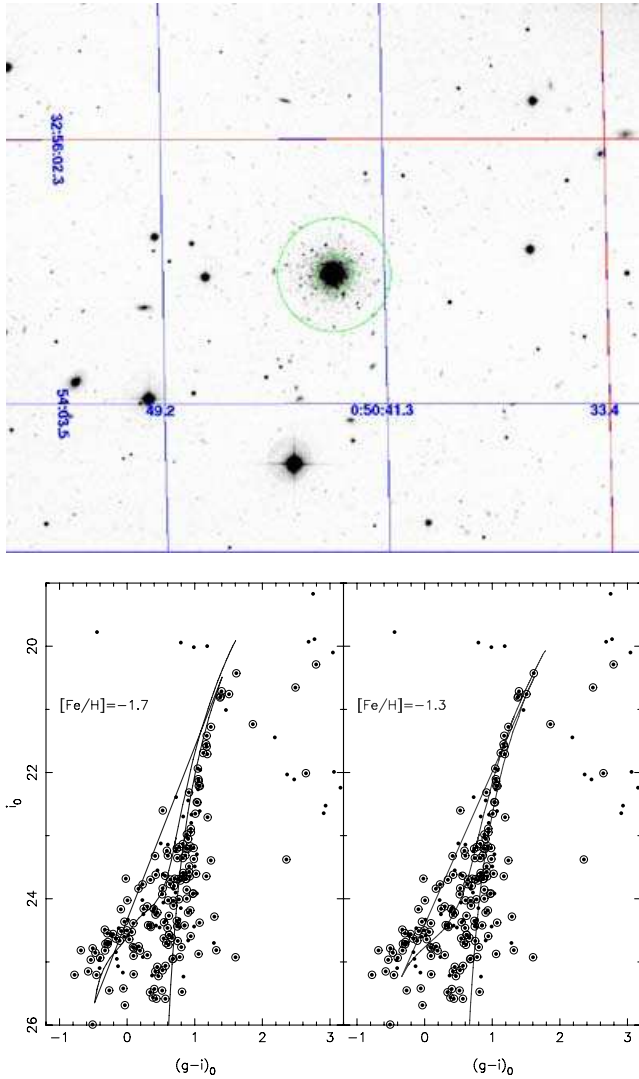 32:56:02.3
54:03.5
49.2
0:50:41.3
33.4
20
22
24
26
i₀
[Fe/H]=−1.7
[Fe/H]=−1.3
−1 0 1 2 3
−1 0 1 2 3
(g−i)₀
(g−i)₀